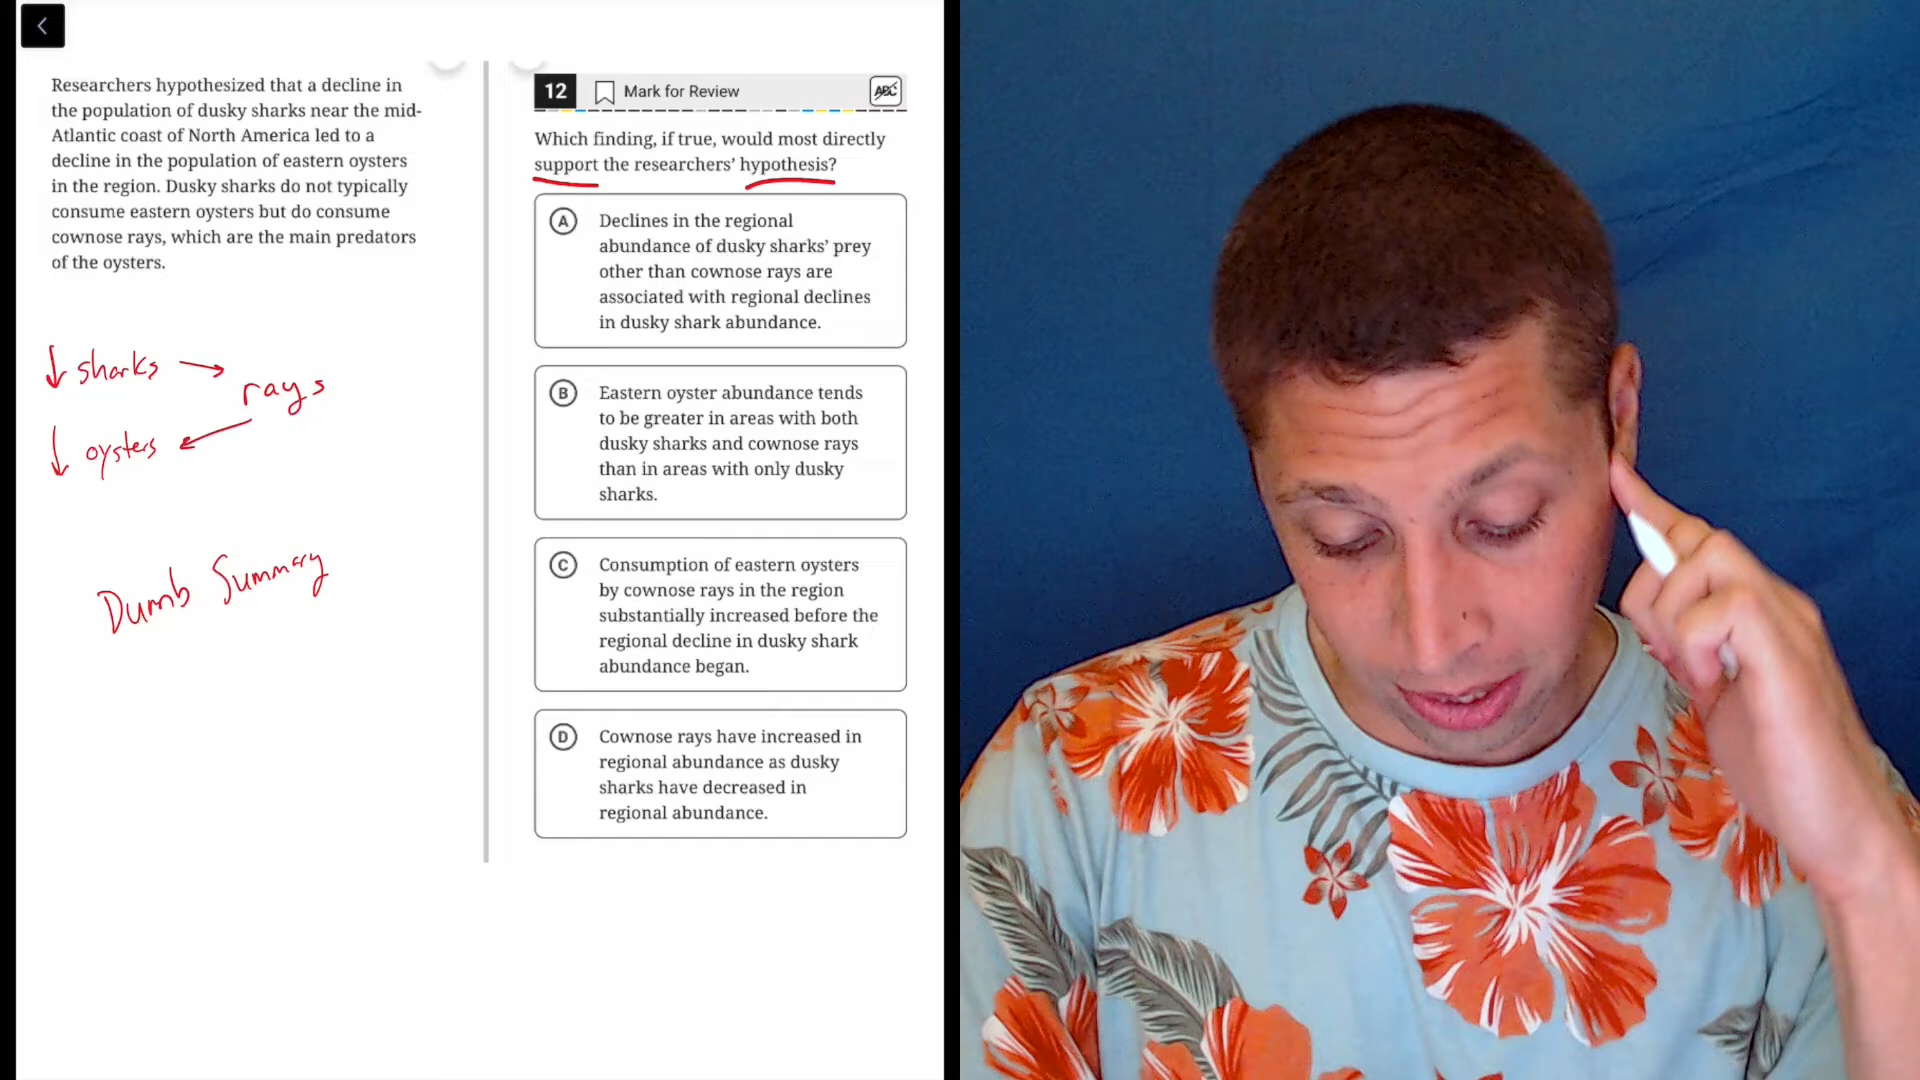 Researchers hypothesized that a decline in
the population of dusky sharks near the mid-
Atlantic coast of North America led to a
decline in the population of eastern oysters
in the region. Dusky sharks do not typically
consume eastern oysters but do consume
cownose rays, which are the main predators
of the oysters.
↓ sharks →
rays
↓ oysters ←
Dumb Summary
12 Mark for Review ABC
Which finding, if true, would most directly
support the researchers' hypothesis?
A Declines in the regional
abundance of dusky sharks' prey
other than cownose rays are
associated with regional declines
in dusky shark abundance.
B Eastern oyster abundance tends
to be greater in areas with both
dusky sharks and cownose rays
than in areas with only dusky
sharks.
C Consumption of eastern oysters
by cownose rays in the region
substantially increased before the
regional decline in dusky shark
abundance began.
D Cownose rays have increased in
regional abundance as dusky
sharks have decreased in
regional abundance.